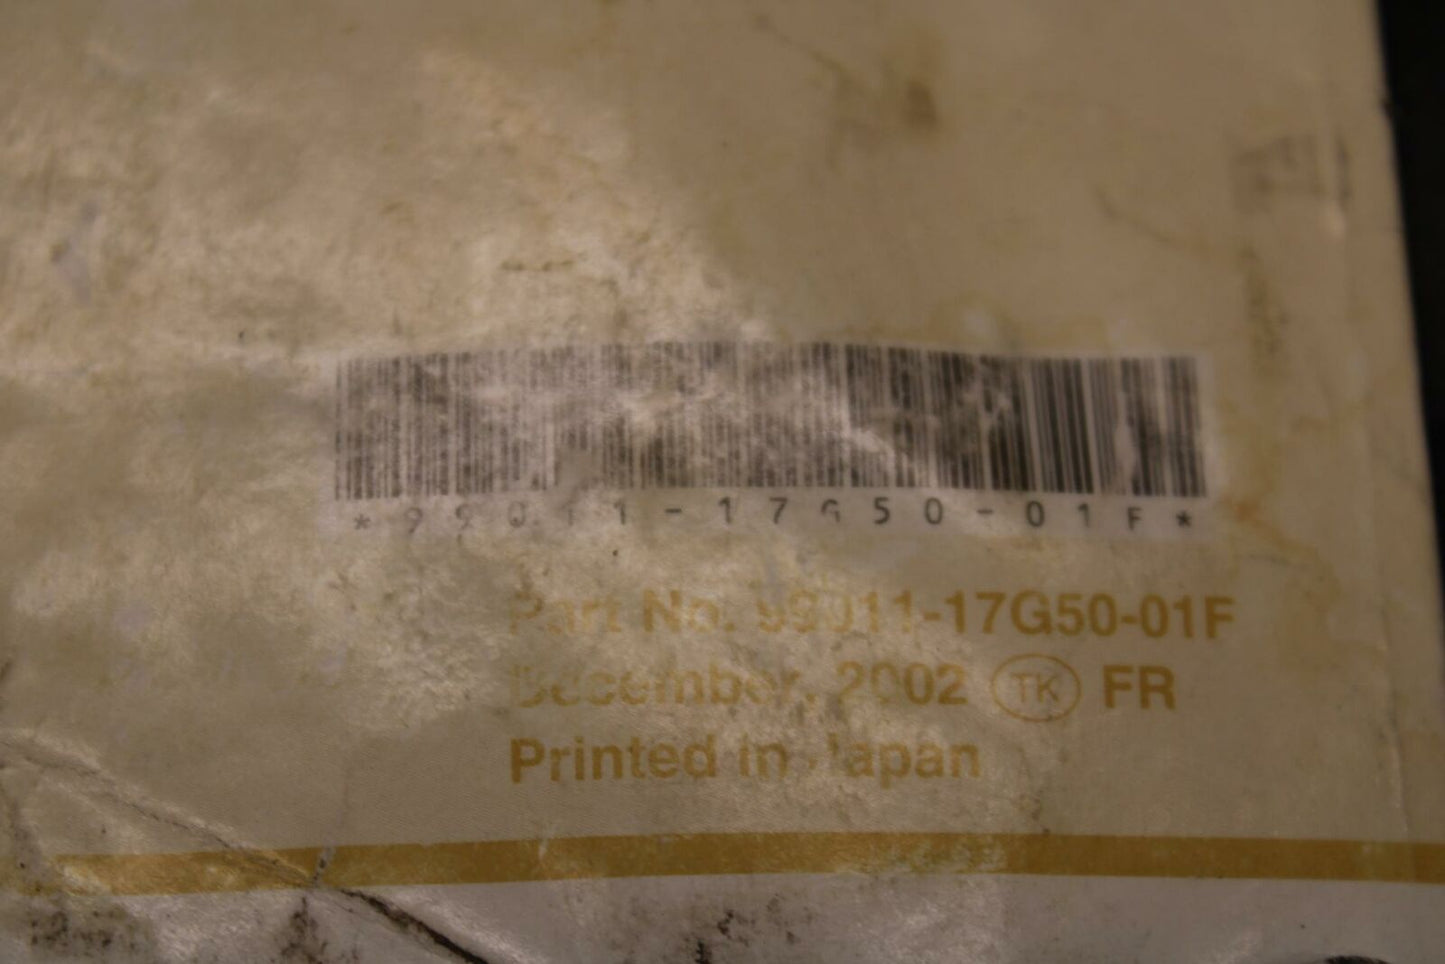 *99011-17G50-01F*
Part No. 99011-17G50-01F
December, 2002 TK FR
Printed in Japan